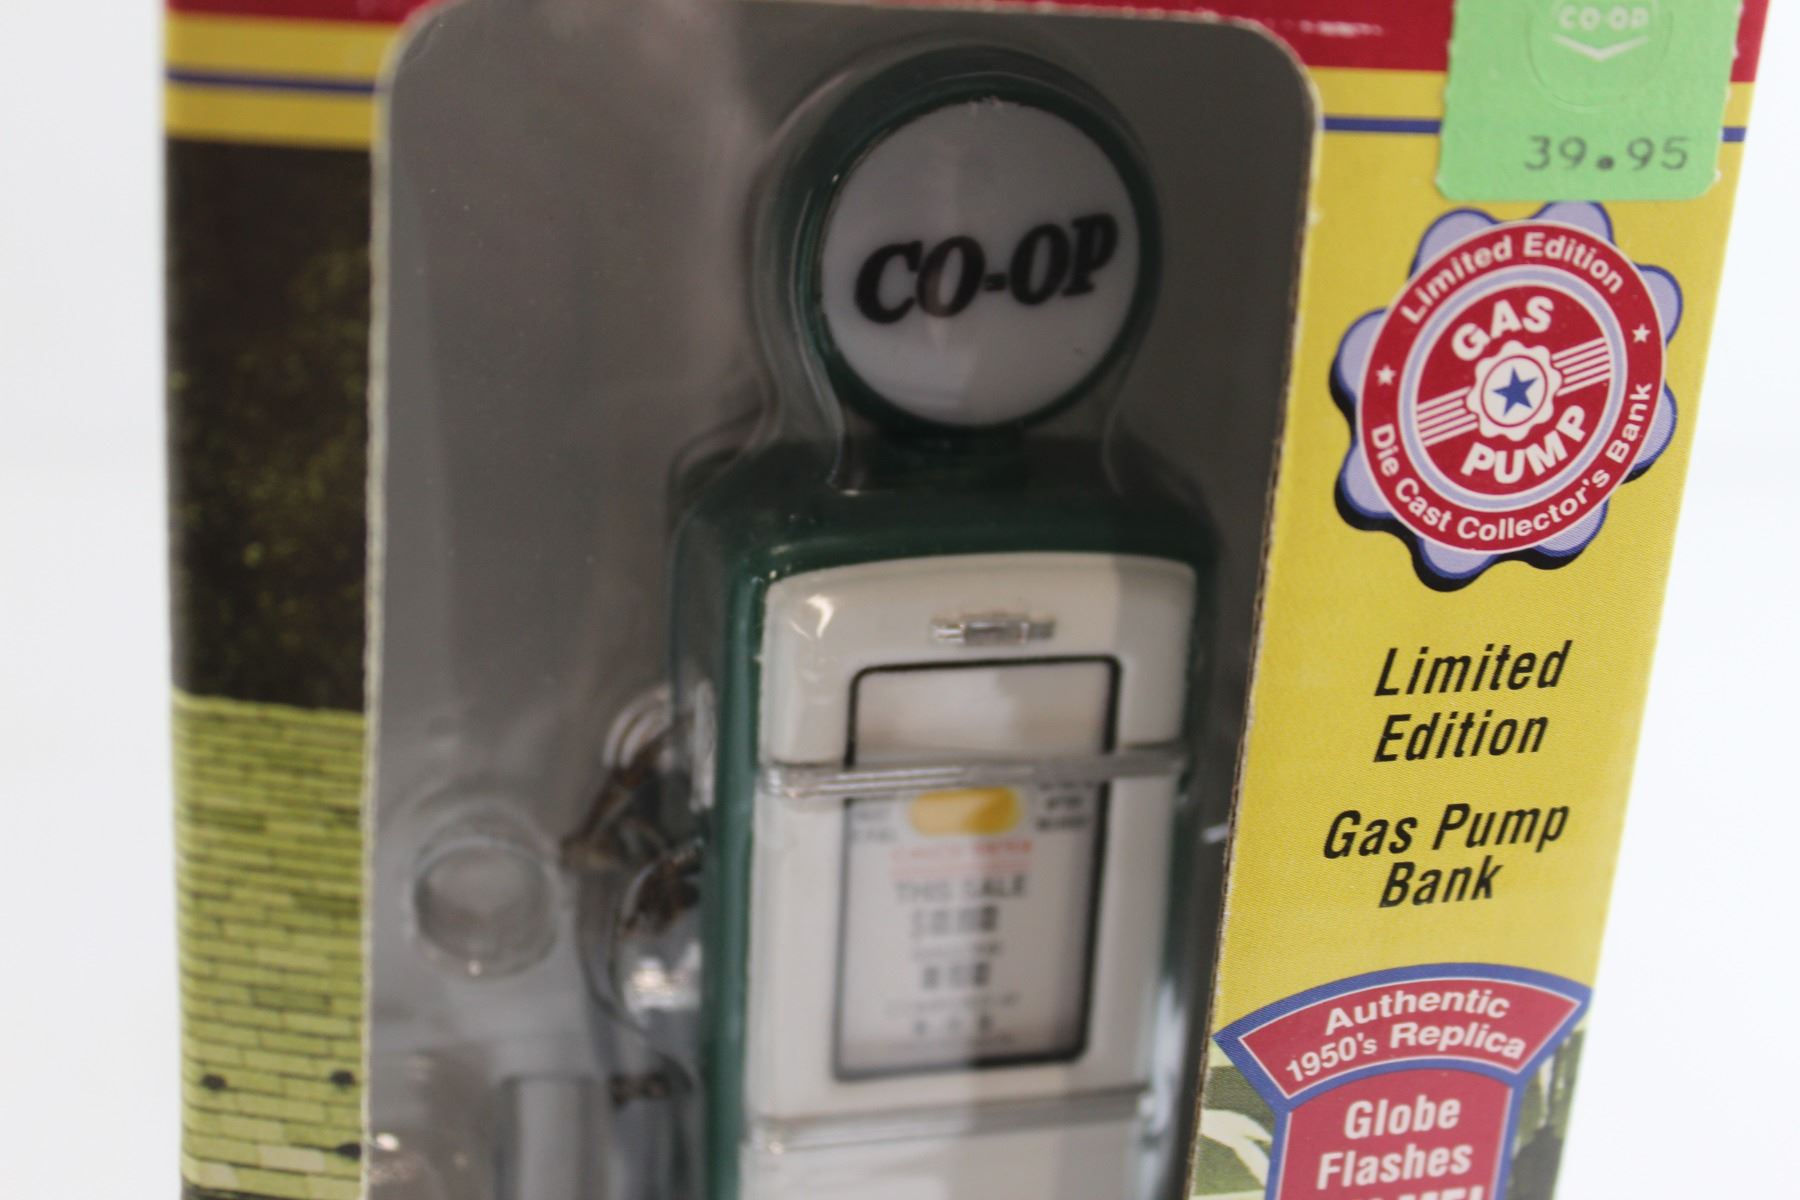 CO-OP
39.95
CO-OP
Limited Edition
GAS
PUMP
Die Cast Collector's Bank
Limited
Edition
Gas Pump
Bank
THIS SALE
Authentic
1950's Replica
Globe
Flashes